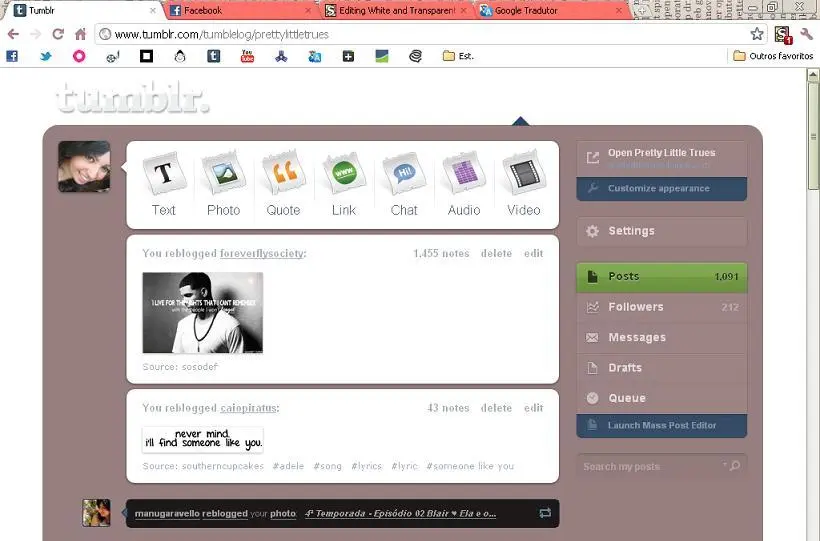 Tumblr
Facebook
Editing White and Transparent
Google Tradutor
www.tumblr.com/tumblelog/prettylittletrues
1
Est.
Outros favoritos
tumblr.
Text
Photo
Quote
Link
Chat
Audio
Video
T
www
Hi!
Open Pretty Little Trues
Customize appearance
Settings
Posts 1,091
Followers 212
Messages
Drafts
Queue
Launch Mass Post Editor
Search my posts
You reblogged foreverflysociety:
1,455 notes delete edit
I LIVE FOR THE NIGHTS THAT I CANT REMEMBER
with the people I won't forget
Source: sosodef
You reblogged caiopiratus:
43 notes delete edit
never mind.
i'll find someone like you.
Source: southerncupcakes #adele #song #lyrics #lyric #someone like you
manugaravello reblogged your photo: 4ª Temporada - Episódio 02 Blair ♥ Ela e o...